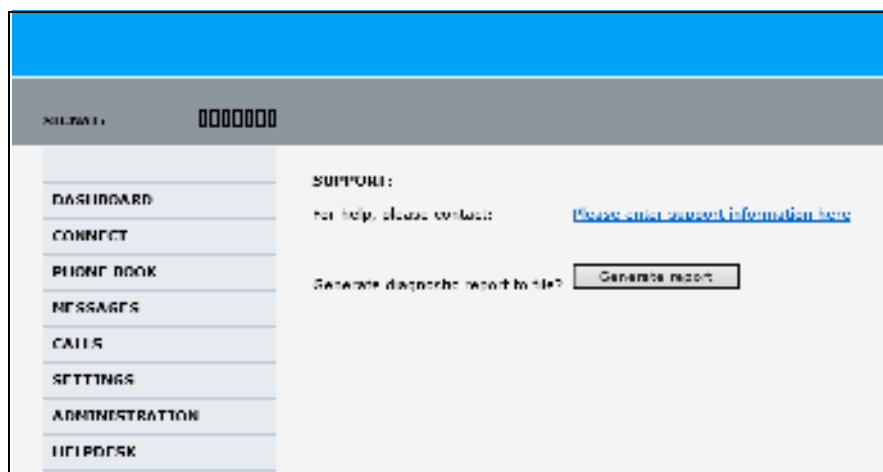 SIGNAL:
DASHBOARD
CONNECT
PHONE BOOK
MESSAGES
CALLS
SETTINGS
ADMINISTRATION
HELPDESK
SUPPORT:
For help, please contact: Please enter support information here
Generate diagnostic report to file? Generate report